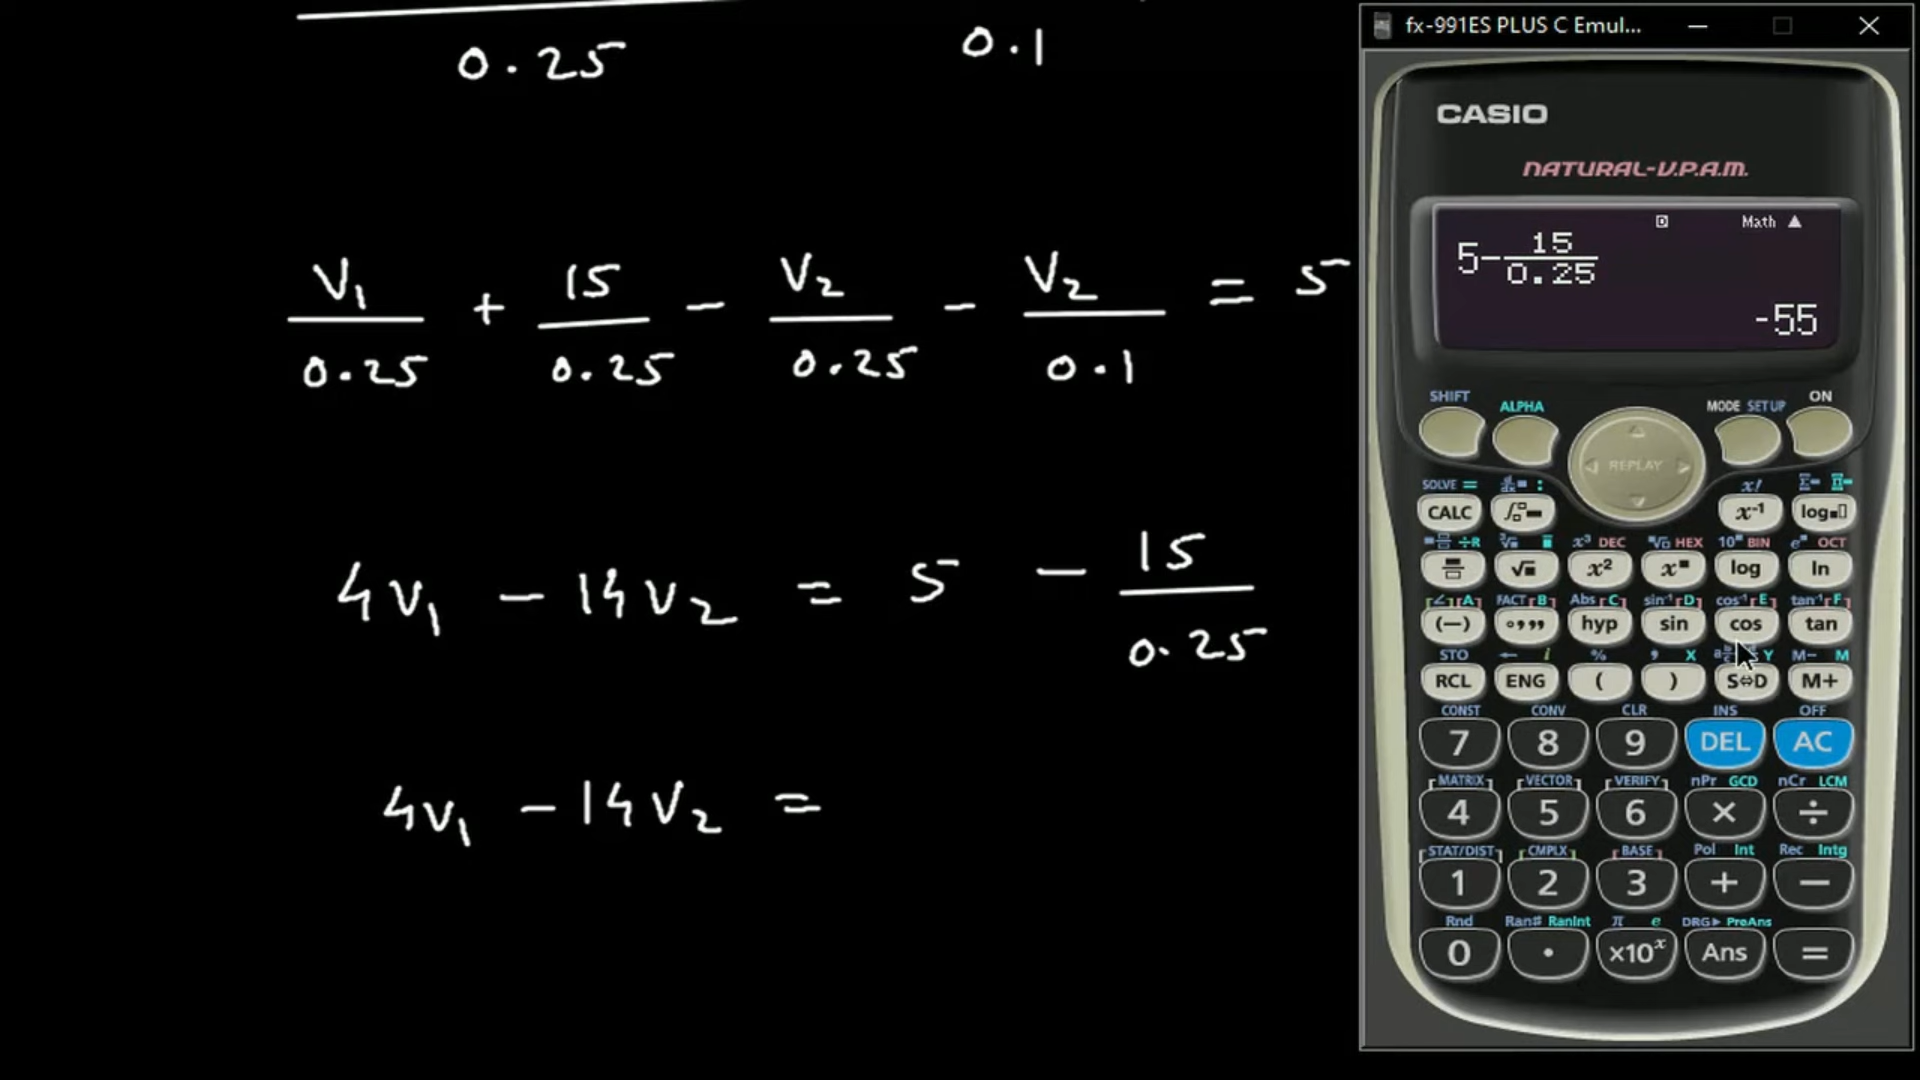 0.25 0.1
V₁/0.25 + 15/0.25 − V₂/0.25 − V₂/0.1 = 5
4V₁ − 14V₂ = 5 − 15/0.25
4V₁ − 14V₂ =
fx-991ES PLUS C Emul...
CASIO
NATURAL-V.P.A.M.
D Math ▲
5−15/0.25
-55
SHIFT ALPHA MODE SETUP ON
REPLAY
SOLVE = d/dx : x! Σ Π
CALC ∫ x⁻¹ log
÷R ³√ x³ DEC √ HEX 10 BIN e OCT
√ x² x■ log ln
∠ A FACT B Abs C sin⁻¹ D cos⁻¹ E tan⁻¹ F
(−) °,,, hyp sin cos tan
STO ← i % , X Y M− M
RCL ENG ( ) S⇔D M+
CONST CONV CLR INS OFF
7 8 9 DEL AC
MATRIX VECTOR VERIFY nPr GCD nCr LCM
4 5 6 × ÷
STAT/DIST CMPLX BASE Pol Int Rec Intg
1 2 3 + −
Rnd Ran# RanInt π e DRG▸ PreAns
0 · ×10ˣ Ans =